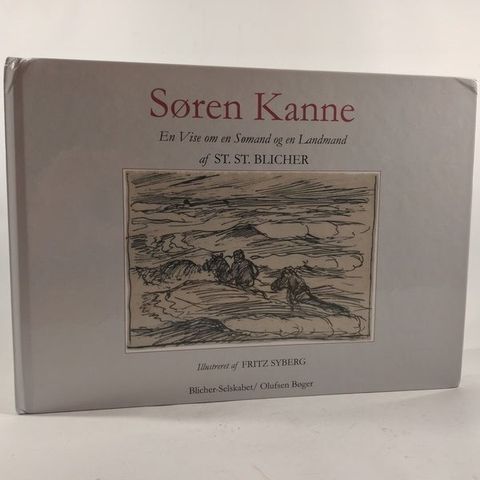 Søren Kanne
En Vise om en Sømand og en Landmand
af ST. ST. BLICHER
Illustreret af FRITZ SYBERG
Blicher-Selskabet/ Olufsen Bøger